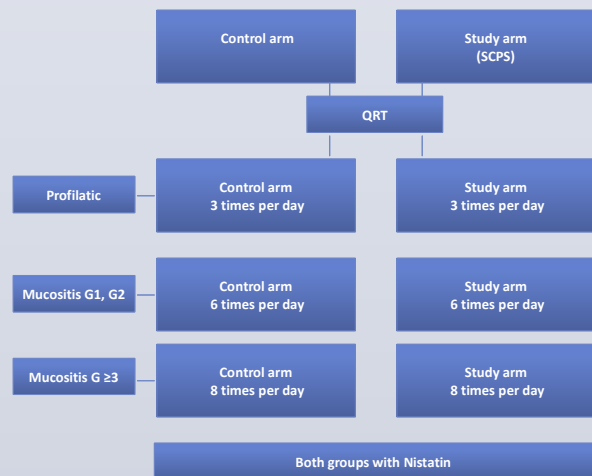 Control arm
Study arm
(SCPS)
QRT
Profilatic
Control arm
3 times per day
Study arm
3 times per day
Mucositis G1, G2
Control arm
6 times per day
Study arm
6 times per day
Mucositis G ≥3
Control arm
8 times per day
Study arm
8 times per day
Both groups with Nistatin